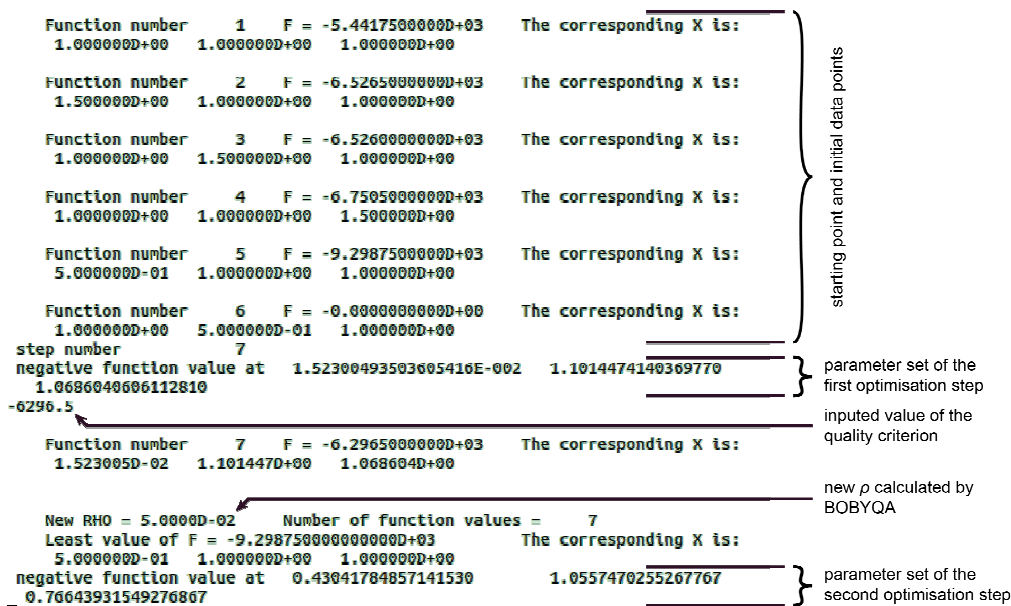 Function number 1 F = -5.4417500000D+03 The corresponding X is:
1.000000D+00 1.000000D+00 1.000000D+00
Function number 2 F = -6.5265000000D+03 The corresponding X is:
1.500000D+00 1.000000D+00 1.000000D+00
Function number 3 F = -6.5260000000D+03 The corresponding X is:
1.000000D+00 1.500000D+00 1.000000D+00
Function number 4 F = -6.7505000000D+03 The corresponding X is:
1.000000D+00 1.000000D+00 1.500000D+00
Function number 5 F = -9.2987500000D+03 The corresponding X is:
5.000000D-01 1.000000D+00 1.000000D+00
Function number 6 F = -0.0000000000D+00 The corresponding X is:
1.000000D+00 5.000000D-01 1.000000D+00
starting point and initial data points
step number 7
negative function value at 1.52300493503605416E-002 1.1014474140369770
1.0686040606112810
parameter set of the
first optimisation step
-6296.5
inputed value of the
quality criterion
Function number 7 F = -6.2965000000D+03 The corresponding X is:
1.523005D-02 1.101447D+00 1.068604D+00
new ρ calculated by
BOBYQA
New RHO = 5.0000D-02 Number of function values = 7
Least value of F = -9.298750000000000D+03 The corresponding X is:
5.000000D-01 1.000000D+00 1.000000D+00
negative function value at 0.43041784857141530 1.0557470255267767
0.76643931549276867
parameter set of the
second optimisation step